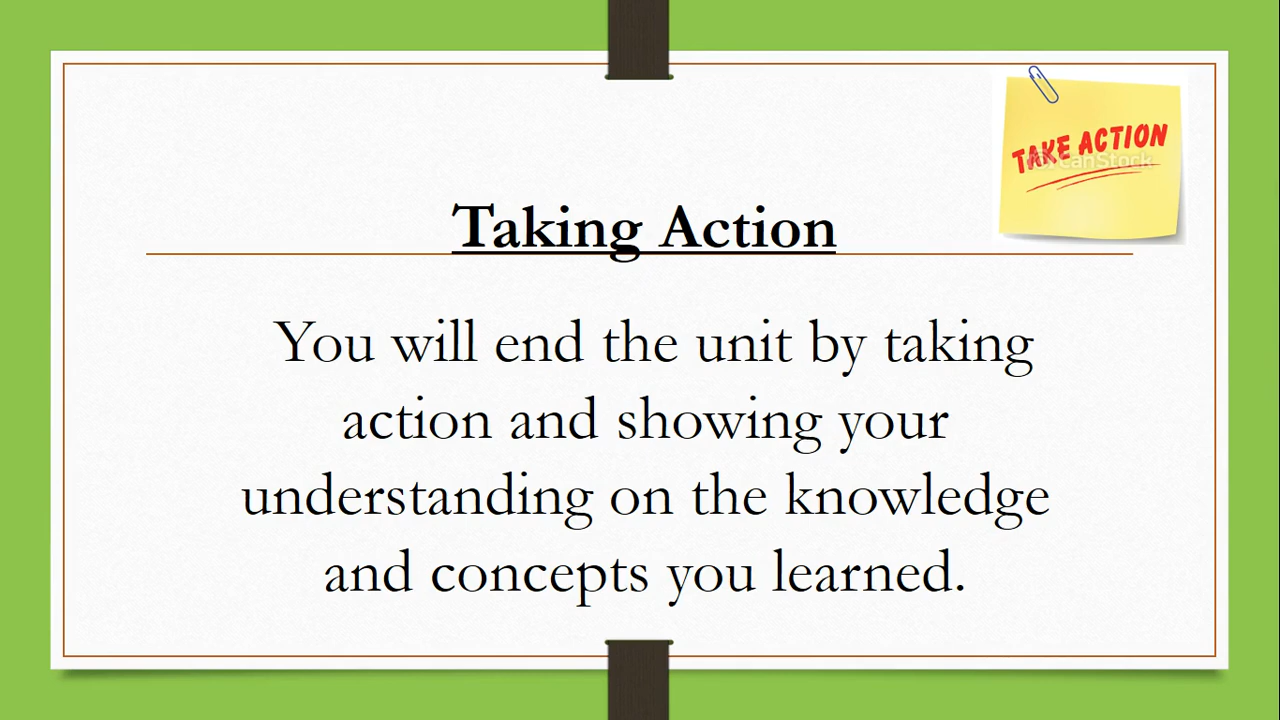 TAKE ACTION
CanStock
Taking Action
You will end the unit by taking
action and showing your
understanding on the knowledge
and concepts you learned.